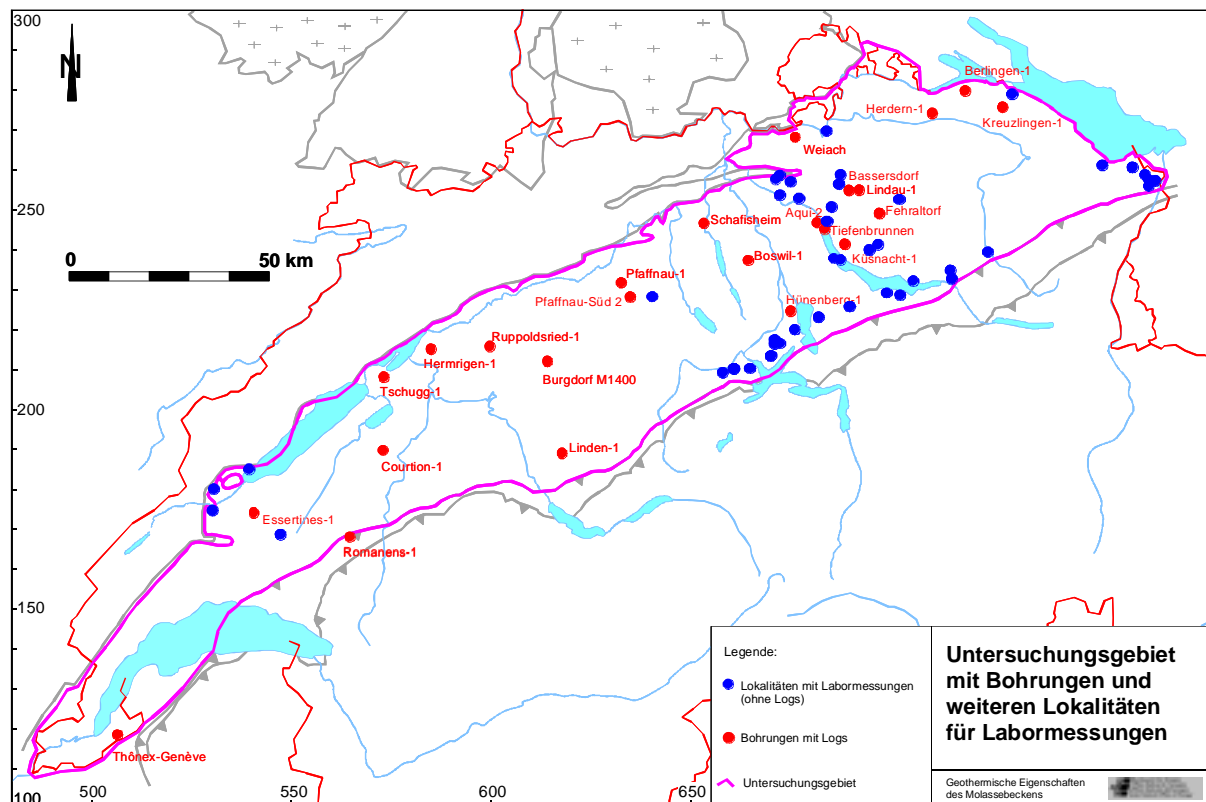 300
N
Berlingen-1
Herdern-1
Kreuzlingen-1
Weiach
Bassersdorf
Lindau-1
250
Schafisheim
Aqui-2
Fehraltorf
Tiefenbrunnen
0 50 km
Boswil-1
Küsnacht-1
Pfaffnau-1
Pfaffnau-Süd 2
Hünenberg-1
Ruppoldsried-1
Hermrigen-1
Burgdorf M1400
Tschugg-1
200
Linden-1
Courtion-1
Essertines-1
Romanens-1
150
Thônex-Genève
100
500 550 600 650
Legende:
Lokalitäten mit Labormessungen
(ohne Logs)
Bohrungen mit Logs
Untersuchungsgebiet
Untersuchungsgebiet
mit Bohrungen und
weiteren Lokalitäten
für Labormessungen
Geothermische Eigenschaften
des Molassebeckens